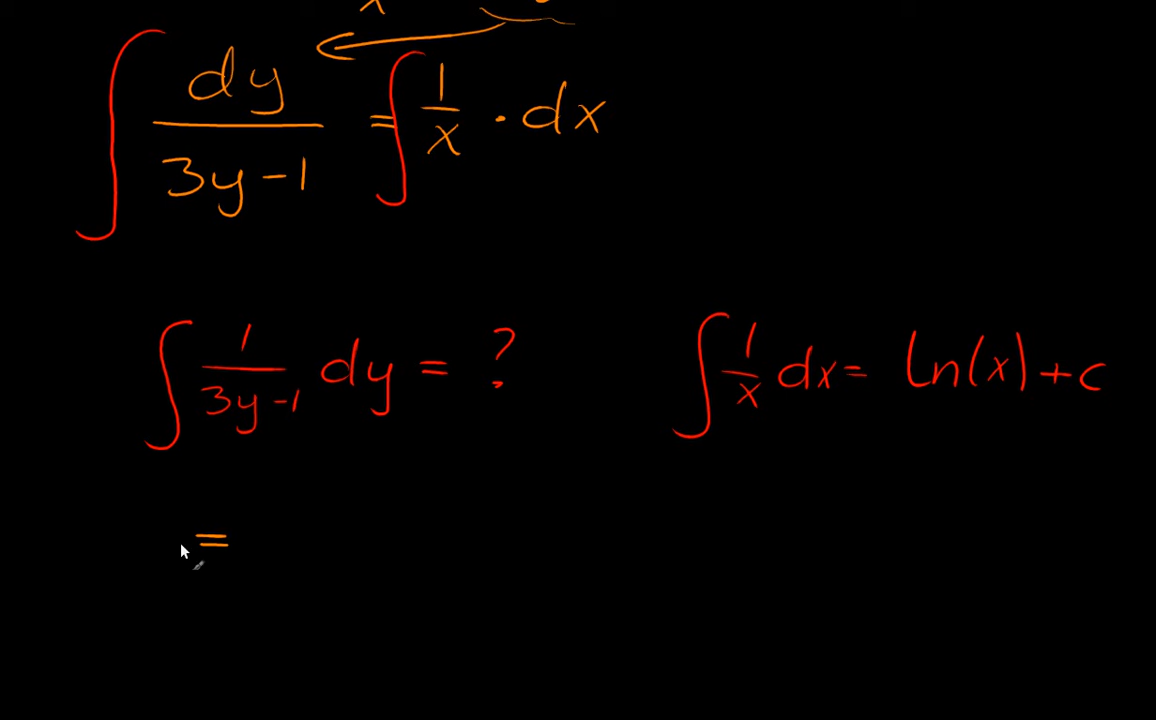 x
∫ dy/(3y-1) = ∫ 1/x · dx
∫ 1/(3y-1) dy = ? ∫ 1/x dx = ln(x)+c
=